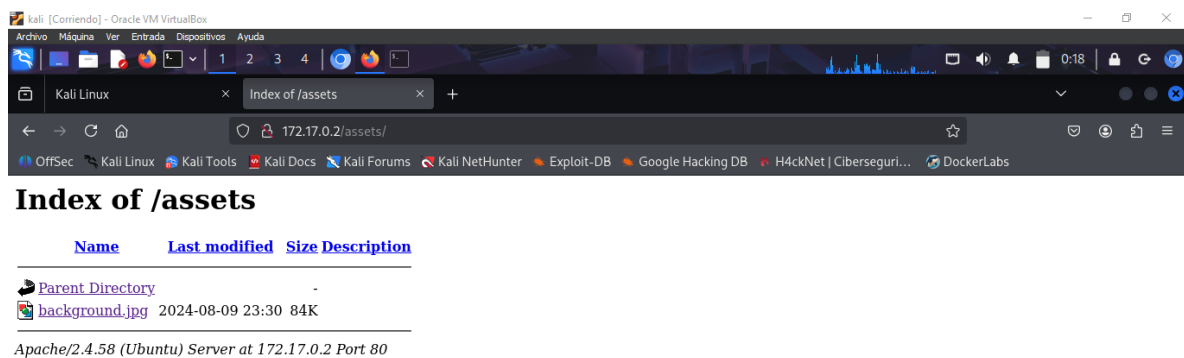 kali [Corriendo] - Oracle VM VirtualBox
Archivo Máquina Ver Entrada Dispositivos Ayuda
1 2 3 4 0:18
Kali Linux Index of /assets
172.17.0.2/assets/
OffSec Kali Linux Kali Tools Kali Docs Kali Forums Kali NetHunter Exploit-DB Google Hacking DB H4ckNet | Ciberseguri... DockerLabs
Index of /assets
Name Last modified Size Description
Parent Directory -
background.jpg 2024-08-09 23:30 84K
Apache/2.4.58 (Ubuntu) Server at 172.17.0.2 Port 80